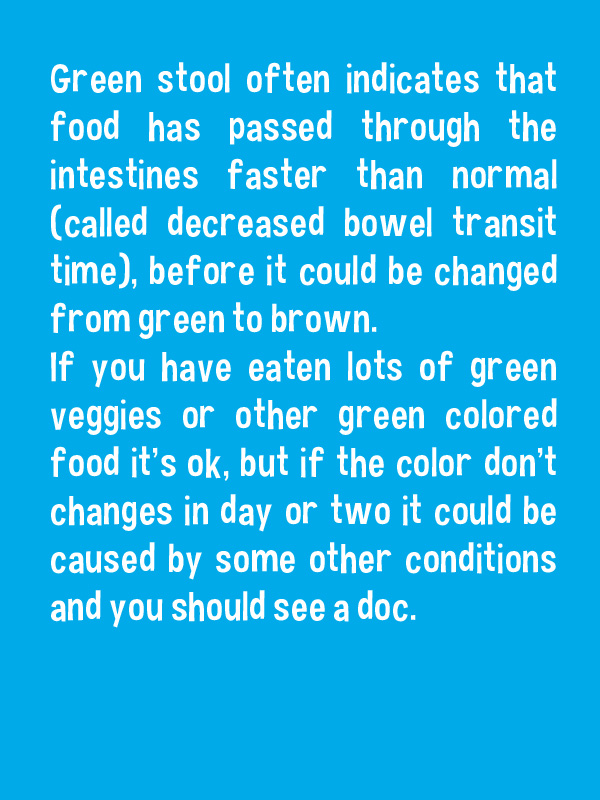 Green stool often indicates that
food has passed through the
intestines faster than normal
(called decreased bowel transit
time), before it could be changed
from green to brown.
If you have eaten lots of green
veggies or other green colored
food it's ok, but if the color don't
changes in day or two it could be
caused by some other conditions
and you should see a doc.